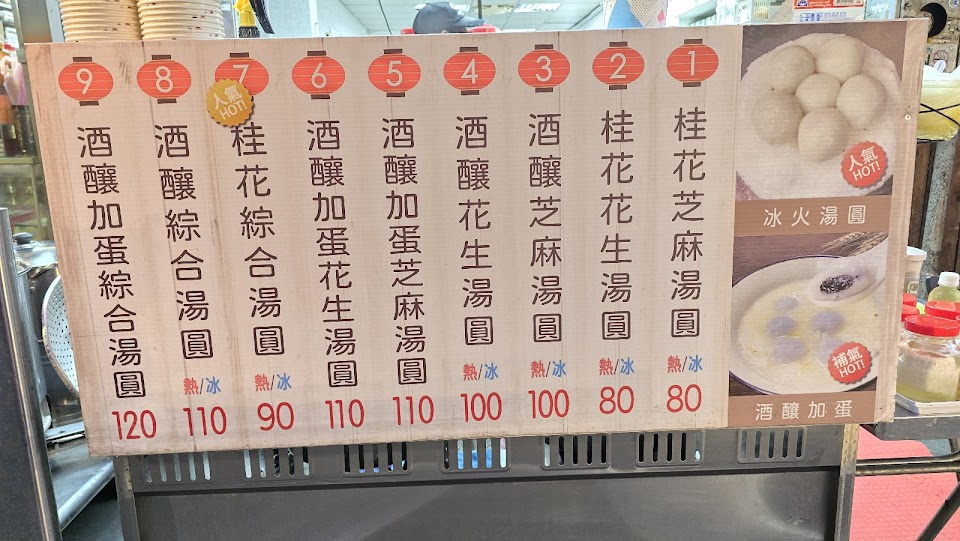 1
桂花芝麻湯圓
熱/冰
80
2
桂花花生湯圓
熱/冰
80
3
酒釀芝麻湯圓
熱/冰
100
4
酒釀花生湯圓
熱/冰
100
5
酒釀加蛋芝麻湯圓
110
6
酒釀加蛋花生湯圓
110
7
人氣
HOT!
桂花綜合湯圓
熱/冰
90
8
酒釀綜合湯圓
熱/冰
110
9
酒釀加蛋綜合湯圓
120
人氣
HOT!
冰火湯圓
補氣
HOT!
酒釀加蛋